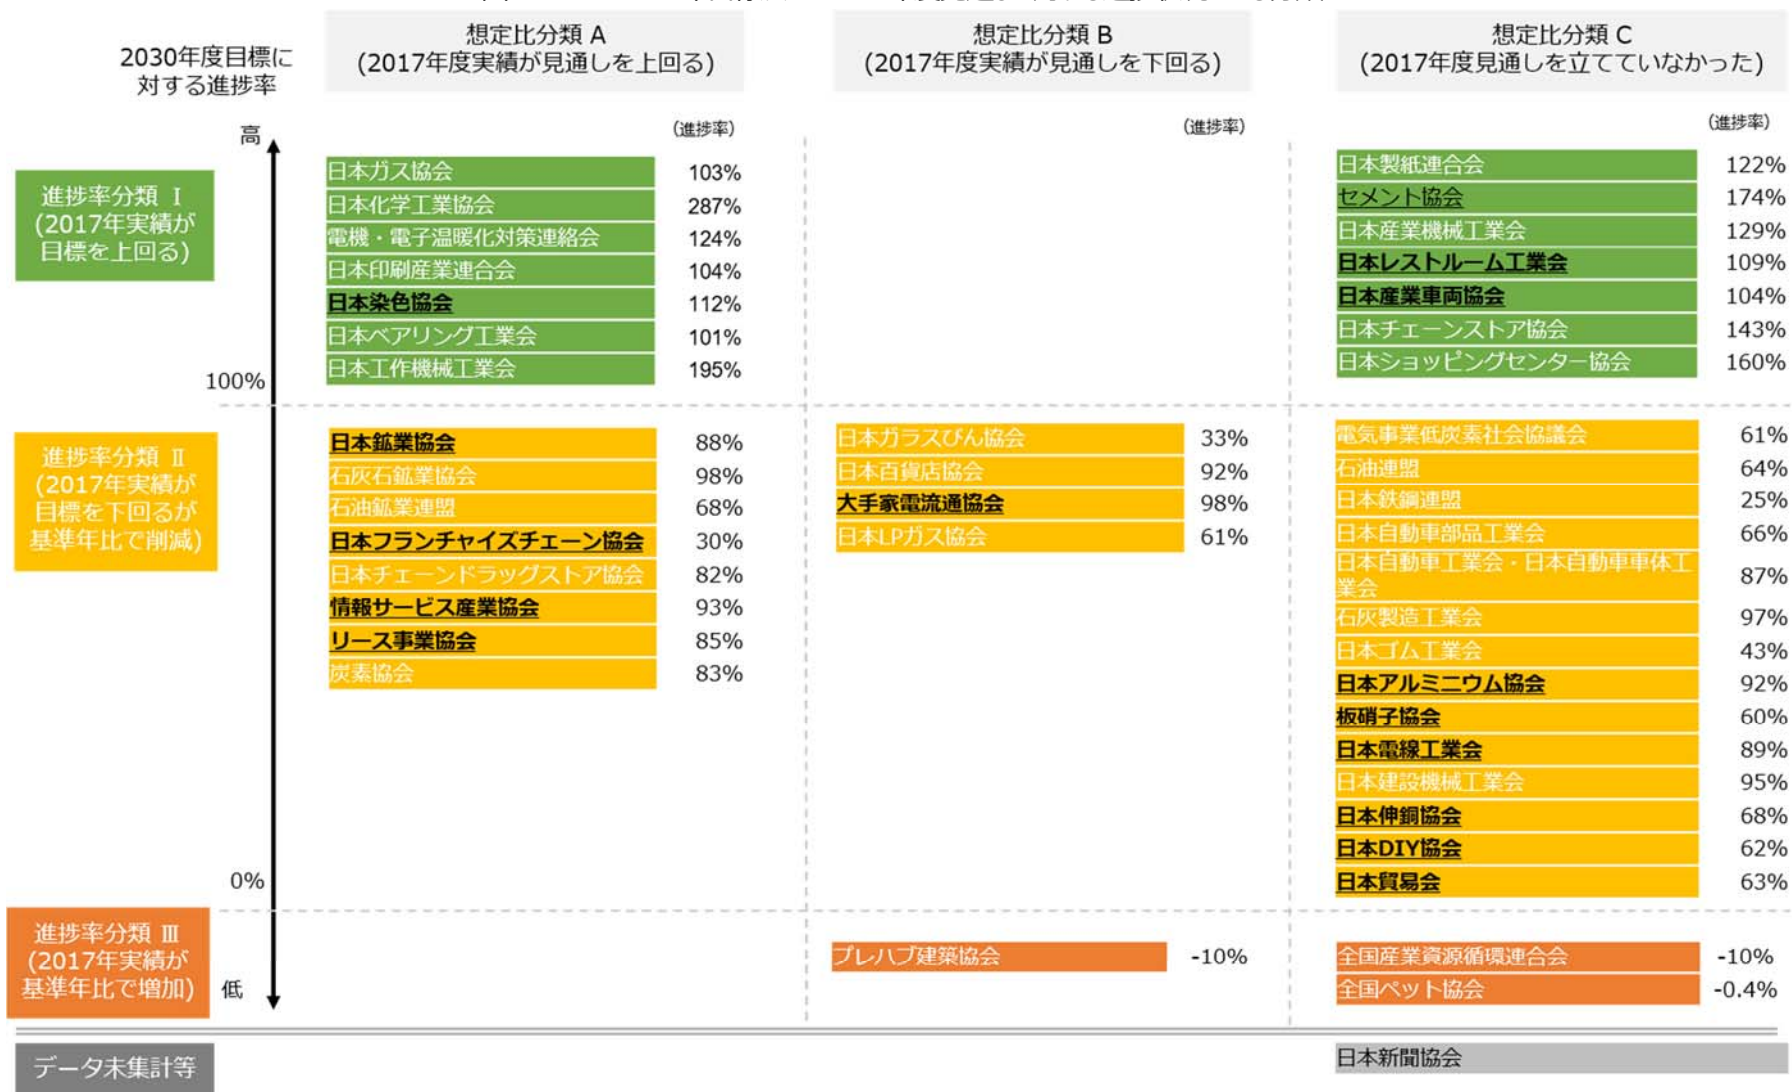 2030年度目標に
対する進捗率
想定比分類 A
(2017年度実績が見通しを上回る)
想定比分類 B
(2017年度実績が見通しを下回る)
想定比分類 C
(2017年度見通しを立てていなかった)
高
(進捗率)
(進捗率)
(進捗率)
進捗率分類 Ⅰ
(2017年実績が
目標を上回る)
日本ガス協会 103%
日本化学工業協会 287%
電機・電子温暖化対策連絡会 124%
日本印刷産業連合会 104%
日本染色協会 112%
日本ベアリング工業会 101%
日本工作機械工業会 195%
日本製紙連合会 122%
セメント協会 174%
日本産業機械工業会 129%
日本レストルーム工業会 109%
日本産業車両協会 104%
日本チェーンストア協会 143%
日本ショッピングセンター協会 160%
100%
進捗率分類 Ⅱ
(2017年実績が
目標を下回るが
基準年比で削減)
日本鉱業協会 88%
石灰石鉱業協会 98%
石油鉱業連盟 68%
日本フランチャイズチェーン協会 30%
日本チェーンドラッグストア協会 82%
情報サービス産業協会 93%
リース事業協会 85%
炭素協会 83%
日本ガラスびん協会 33%
日本百貨店協会 92%
大手家電流通協会 98%
日本LPガス協会 61%
電気事業低炭素社会協議会 61%
石油連盟 64%
日本鉄鋼連盟 25%
日本自動車部品工業会 66%
日本自動車工業会・日本自動車車体工
業会 87%
石灰製造工業会 97%
日本ゴム工業会 43%
日本アルミニウム協会 92%
板硝子協会 60%
日本電線工業会 89%
日本建設機械工業会 95%
日本伸銅協会 68%
日本DIY協会 62%
日本貿易会 63%
0%
進捗率分類 Ⅲ
(2017年実績が
基準年比で増加)
低
プレハブ建築協会 -10%
全国産業資源循環連合会 -10%
全国ペット協会 -0.4%
データ未集計等
日本新聞協会